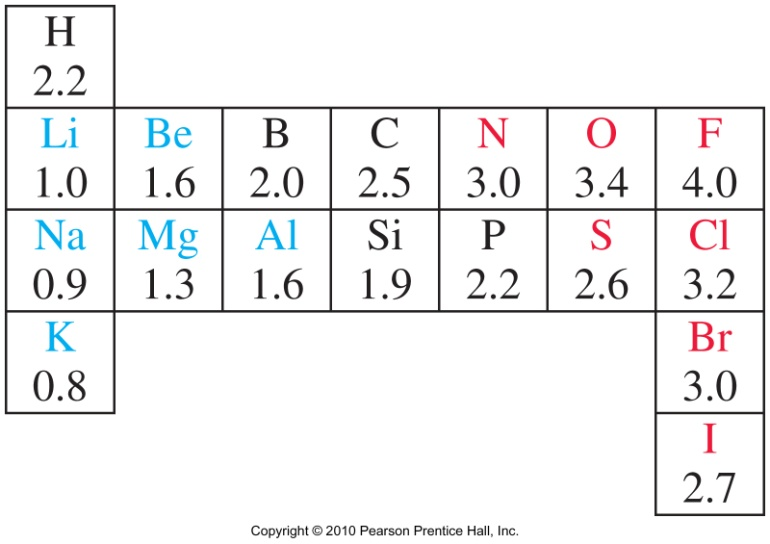 H
2.2
Li Be B C N O F
1.0 1.6 2.0 2.5 3.0 3.4 4.0
Na Mg Al Si P S Cl
0.9 1.3 1.6 1.9 2.2 2.6 3.2
K Br
0.8 3.0
I
2.7
Copyright © 2010 Pearson Prentice Hall, Inc.